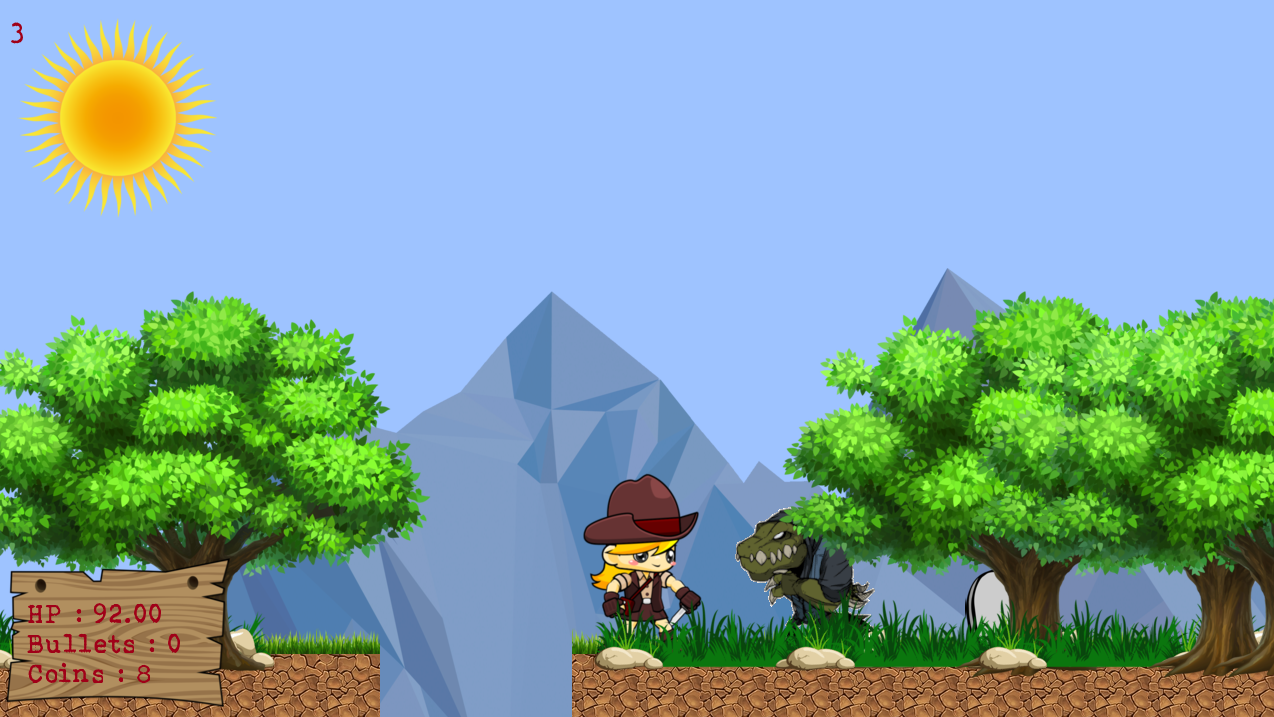 3
HP : 92.00
Bullets : 0
Coins : 8